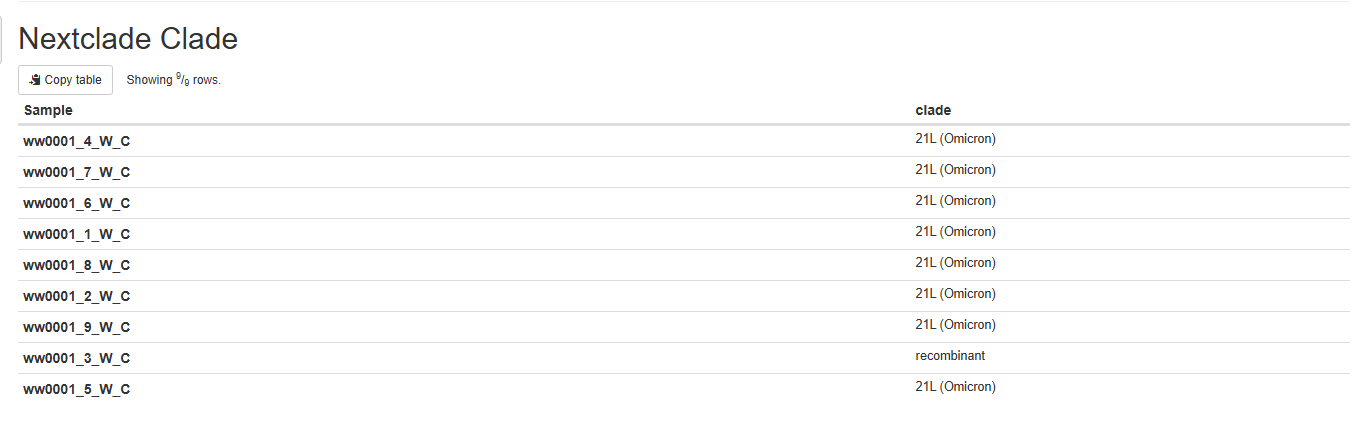 Nextclade Clade
Copy table Showing 9/9 rows.
Sample clade
ww0001_4_W_C 21L (Omicron)
ww0001_7_W_C 21L (Omicron)
ww0001_6_W_C 21L (Omicron)
ww0001_1_W_C 21L (Omicron)
ww0001_8_W_C 21L (Omicron)
ww0001_2_W_C 21L (Omicron)
ww0001_9_W_C 21L (Omicron)
ww0001_3_W_C recombinant
ww0001_5_W_C 21L (Omicron)